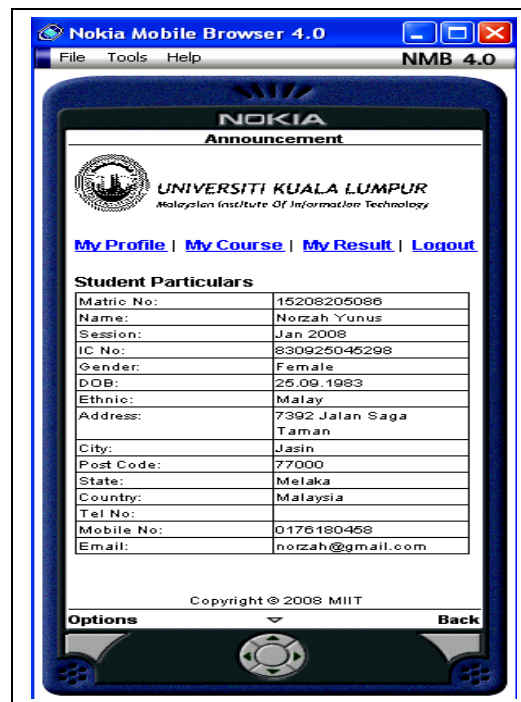 Nokia Mobile Browser 4.0
File Tools Help NMB 4.0
NOKIA
Announcement
UNIVERSITI KUALA LUMPUR
Malaysian Institute Of Information Technology
My Profile | My Course | My Result | Logout
Student Particulars
Matric No: 15208205086
Name: Norzah Yunus
Session: Jan 2008
IC No: 830925045298
Gender: Female
DOB: 25.09.1983
Ethnic: Malay
Address: 7392 Jalan Saga
Taman
City: Jasin
Post Code: 77000
State: Melaka
Country: Malaysia
Tel No:
Mobile No: 0176180458
Email: norzah@gmail.com
Copyright © 2008 MIIT
Options Back